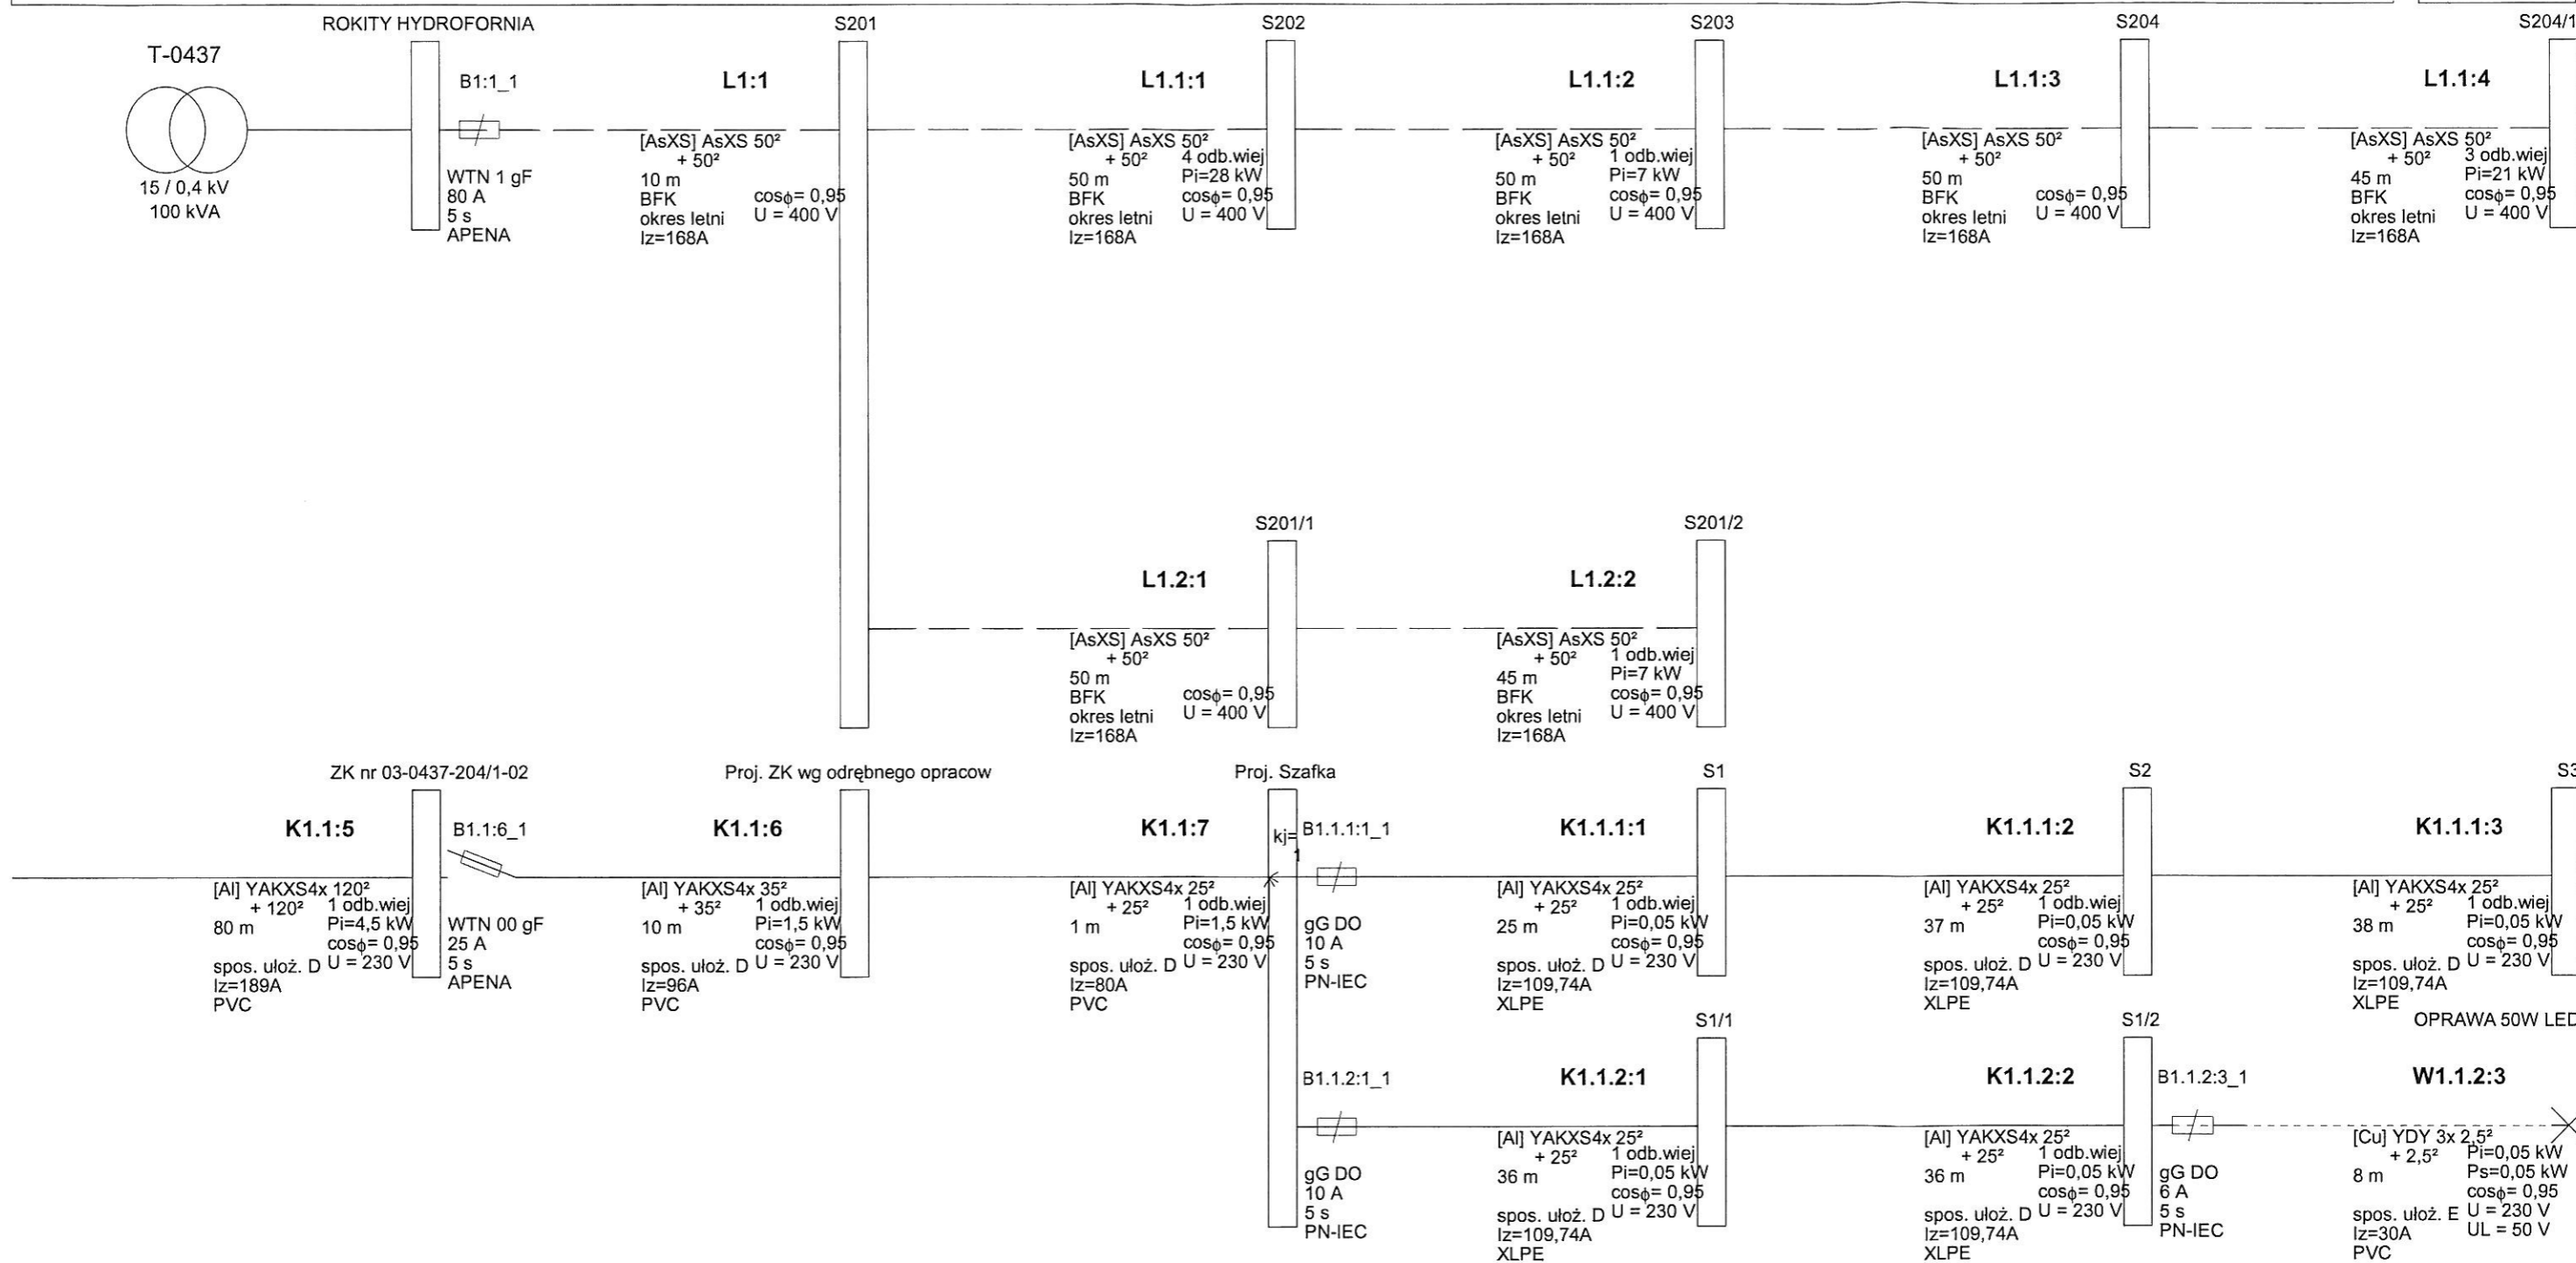 ROKITY HYDROFORNIA
S201
S202
S203
S204
S204/1
T-0437
15 / 0,4 kV
100 kVA
B1:1_1
WTN 1 gF
80 A
5 s
APENA
L1:1
[AsXS] AsXS 50²
+ 50²
10 m
BFK
okres letni
Iz=168A
cosϕ= 0,95
U = 400 V
L1.1:1
[AsXS] AsXS 50²
+ 50²
50 m
BFK
okres letni
Iz=168A
4 odb.wiej
Pi=28 kW
cosϕ= 0,95
U = 400 V
L1.1:2
[AsXS] AsXS 50²
+ 50²
50 m
BFK
okres letni
Iz=168A
1 odb.wiej
Pi=7 kW
cosϕ= 0,95
U = 400 V
L1.1:3
[AsXS] AsXS 50²
+ 50²
50 m
BFK
okres letni
Iz=168A
cosϕ= 0,95
U = 400 V
L1.1:4
[AsXS] AsXS 50²
+ 50²
45 m
BFK
okres letni
Iz=168A
3 odb.wiej
Pi=21 kW
cosϕ= 0,95
U = 400 V
S201/1
S201/2
L1.2:1
[AsXS] AsXS 50²
+ 50²
50 m
BFK
okres letni
Iz=168A
cosϕ= 0,95
U = 400 V
L1.2:2
[AsXS] AsXS 50²
+ 50²
45 m
BFK
okres letni
Iz=168A
1 odb.wiej
Pi=7 kW
cosϕ= 0,95
U = 400 V
ZK nr 03-0437-204/1-02
Proj. ZK wg odrębnego opracow
Proj. Szafka
S1
S2
S3
K1.1:5
[Al] YAKXS4x 120²
+ 120²
80 m
spos. ułoż. D
Iz=189A
PVC
1 odb.wiej
Pi=4,5 kW
cosϕ= 0,95
U = 230 V
B1.1:6_1
WTN 00 gF
25 A
5 s
APENA
K1.1:6
[Al] YAKXS4x 35²
+ 35²
10 m
spos. ułoż. D
Iz=96A
PVC
1 odb.wiej
Pi=1,5 kW
cosϕ= 0,95
U = 230 V
K1.1:7
[Al] YAKXS4x 25²
+ 25²
1 m
spos. ułoż. D
Iz=80A
PVC
1 odb.wiej
Pi=1,5 kW
cosϕ= 0,95
U = 230 V
kj=
1
B1.1.1:1_1
gG DO
10 A
5 s
PN-IEC
K1.1.1:1
[Al] YAKXS4x 25²
+ 25²
25 m
spos. ułoż. D
Iz=109,74A
XLPE
1 odb.wiej
Pi=0,05 kW
cosϕ= 0,95
U = 230 V
K1.1.1:2
[Al] YAKXS4x 25²
+ 25²
37 m
spos. ułoż. D
Iz=109,74A
XLPE
1 odb.wiej
Pi=0,05 kW
cosϕ= 0,95
U = 230 V
K1.1.1:3
[Al] YAKXS4x 25²
+ 25²
38 m
spos. ułoż. D
Iz=109,74A
XLPE
1 odb.wiej
Pi=0,05 kW
cosϕ= 0,95
U = 230 V
S1/1
S1/2
OPRAWA 50W LED
B1.1.2:1_1
gG DO
10 A
5 s
PN-IEC
K1.1.2:1
[Al] YAKXS4x 25²
+ 25²
36 m
spos. ułoż. D
Iz=109,74A
XLPE
1 odb.wiej
Pi=0,05 kW
cosϕ= 0,95
U = 230 V
K1.1.2:2
[Al] YAKXS4x 25²
+ 25²
36 m
spos. ułoż. D
Iz=109,74A
XLPE
1 odb.wiej
Pi=0,05 kW
cosϕ= 0,95
U = 230 V
B1.1.2:3_1
gG DO
6 A
5 s
PN-IEC
W1.1.2:3
[Cu] YDY 3x 2,5²
+ 2,5²
8 m
spos. ułoż. E
Iz=30A
PVC
Pi=0,05 kW
Ps=0,05 kW
cosϕ= 0,95
U = 230 V
UL = 50 V